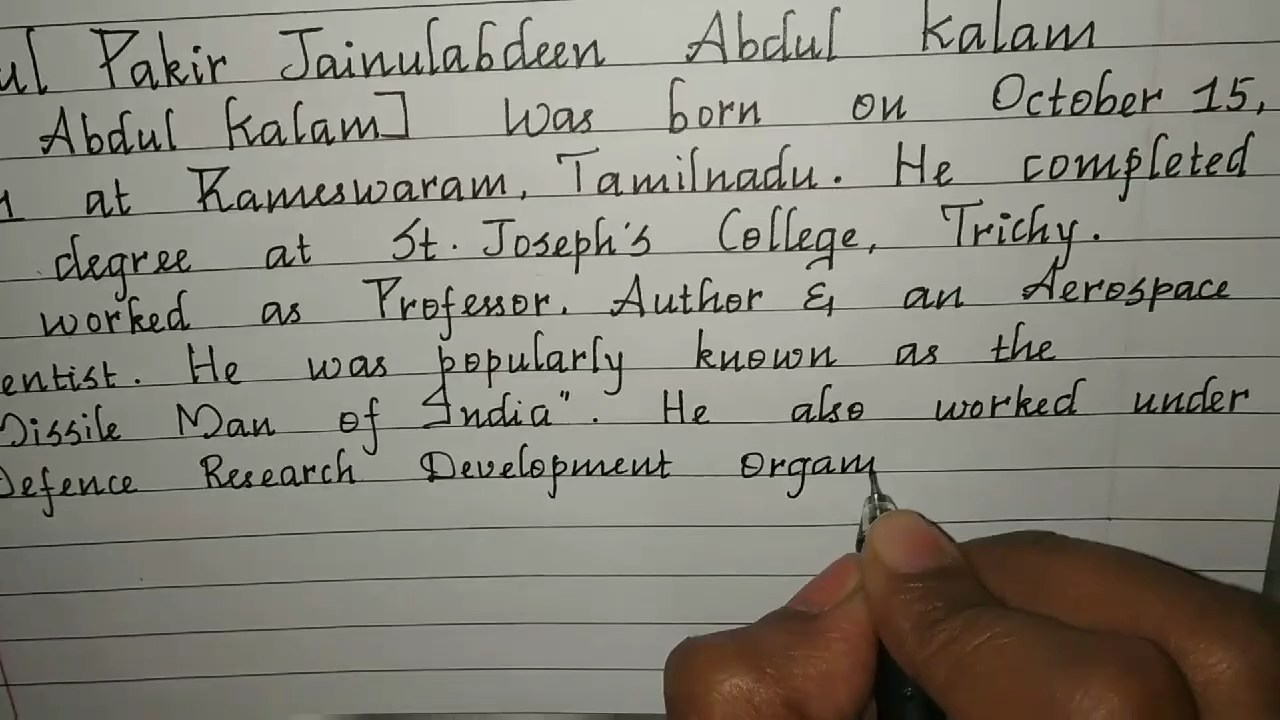 ul Pakir Jainulabdeen Abdul Kalam
Abdul Kalam] was born on October 15,
1 at Rameswaram, Tamilnadu. He completed
degree at St. Joseph's College, Trichy.
worked as Professor, Author & an Aerospace
entist. He was popularly known as the
Missile Man of India". He also worked under
Defence Research Development Organ